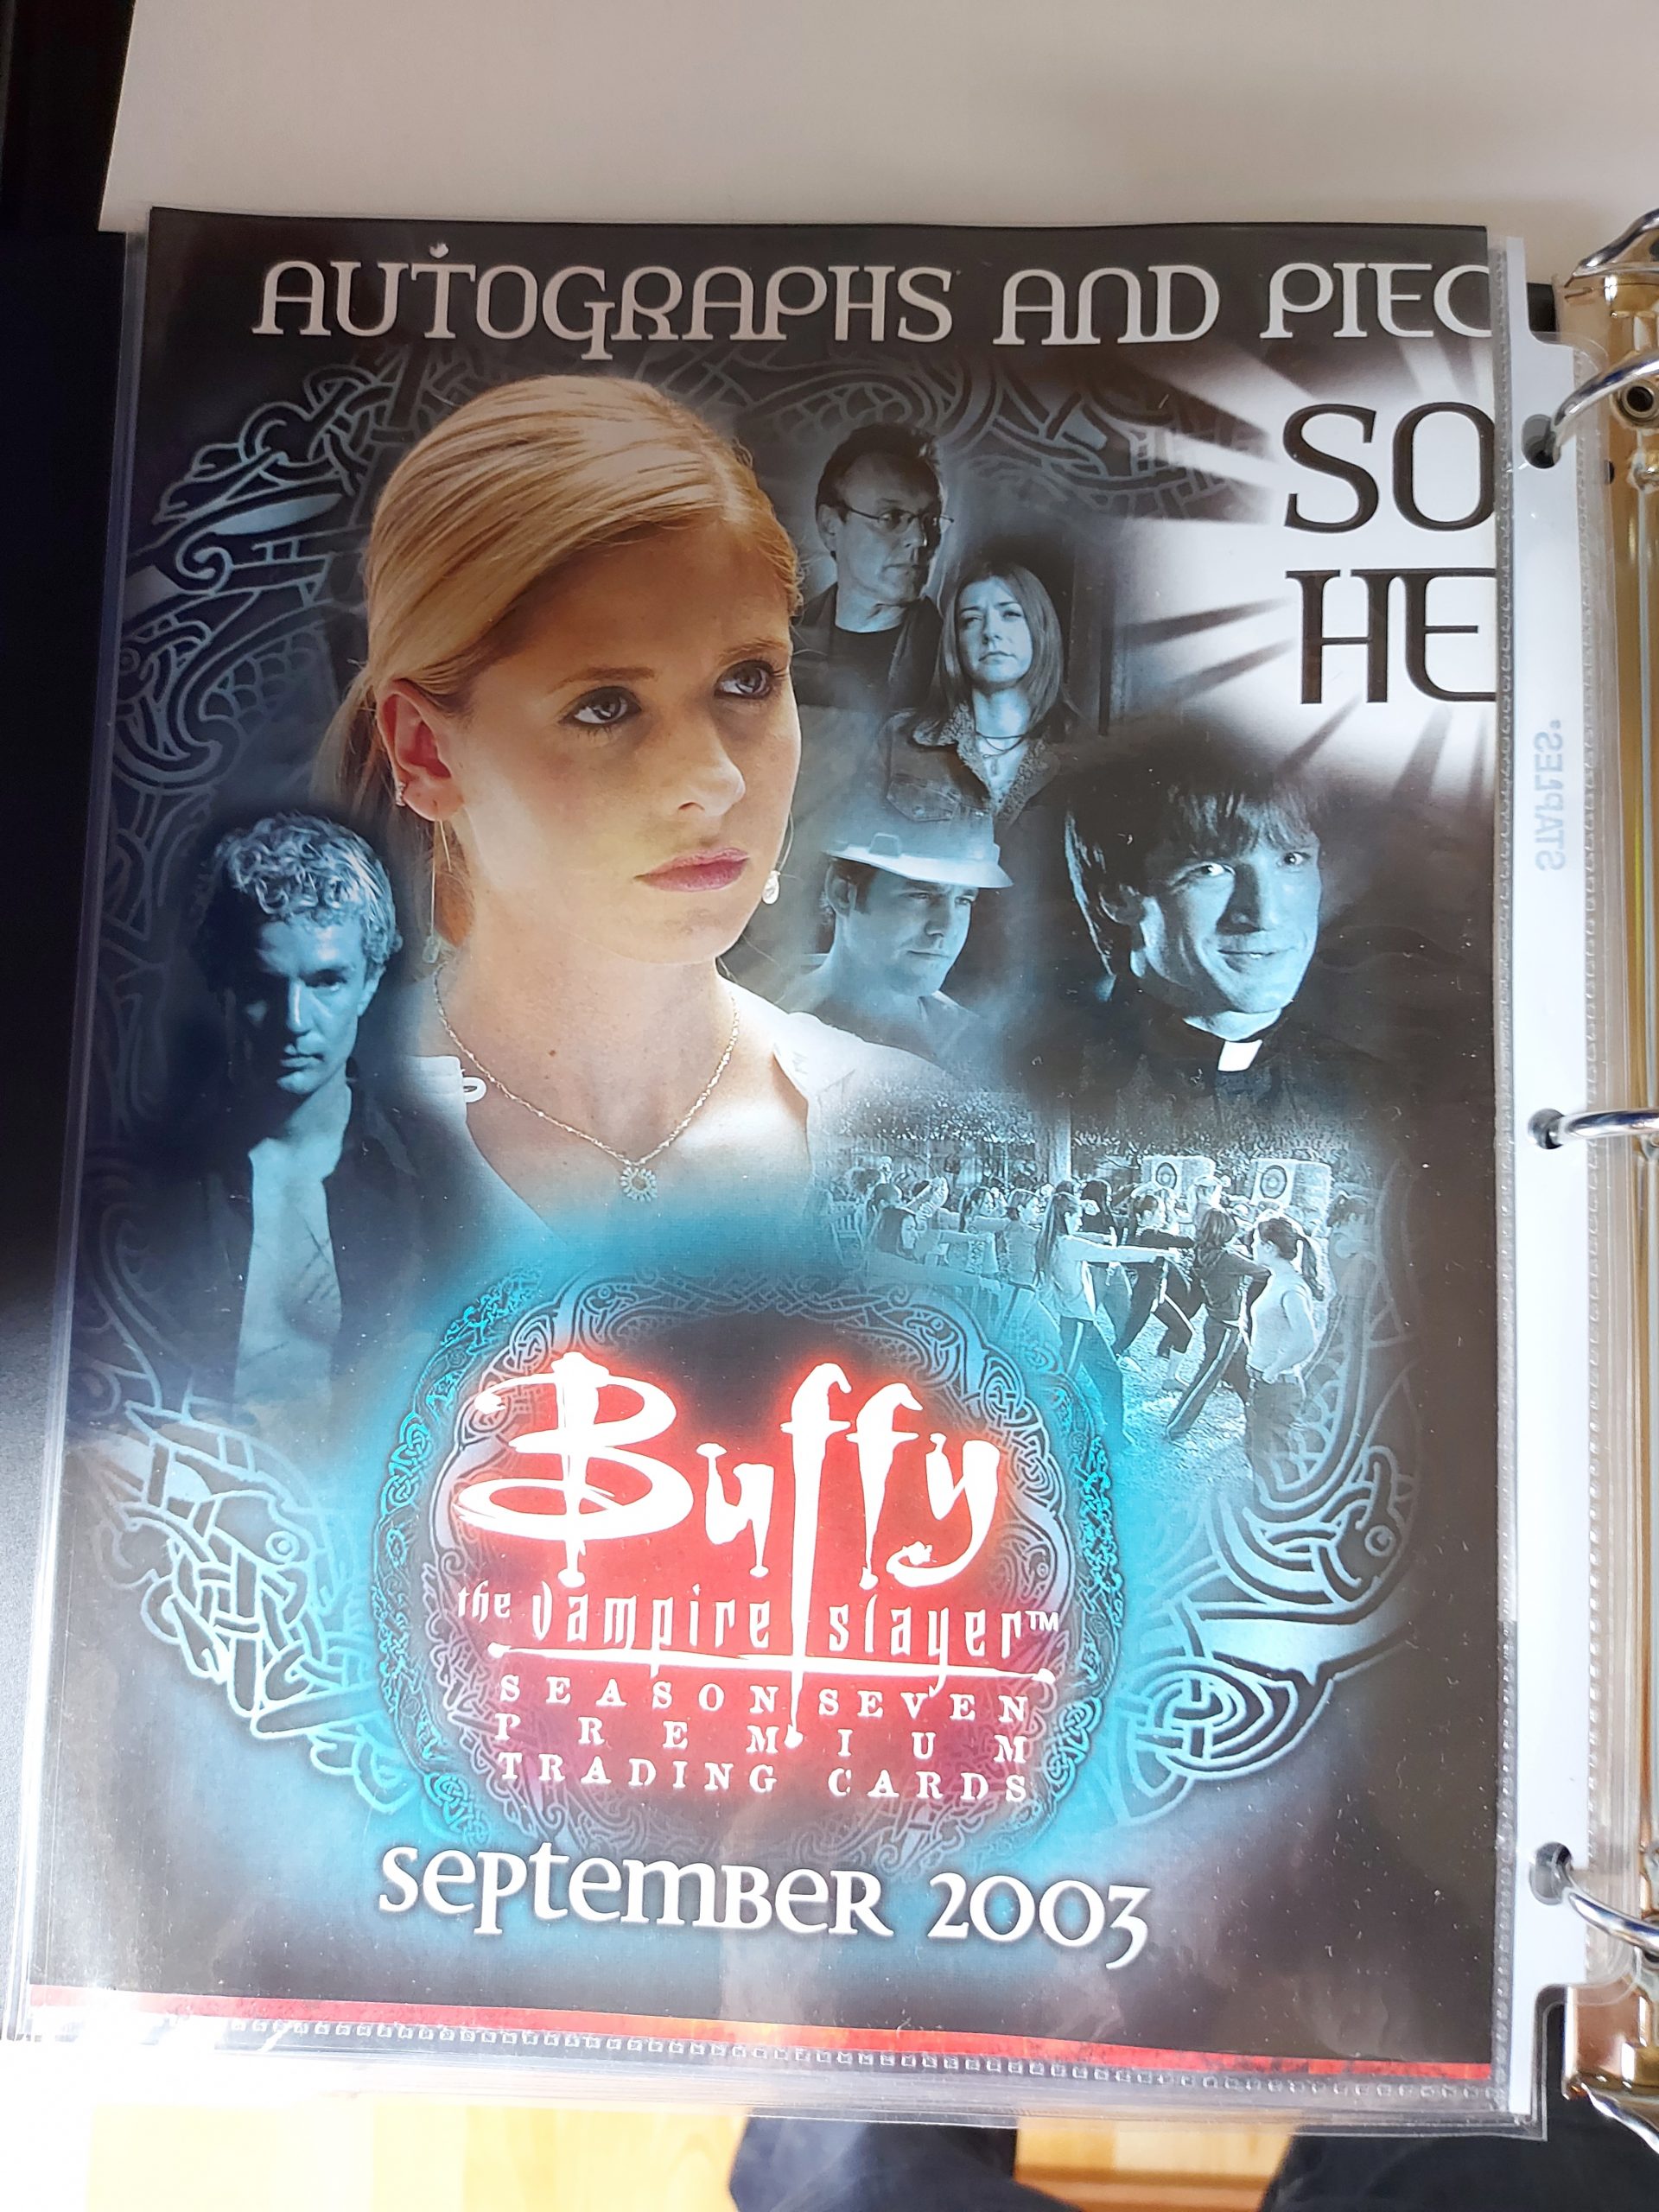 AUTOGRAPHS AND PIEC
SO
HE
Buffy
the vampire slayer™
SEASON SEVEN
PREMIUM
TRADING CARDS
September 2003
STAPLES®